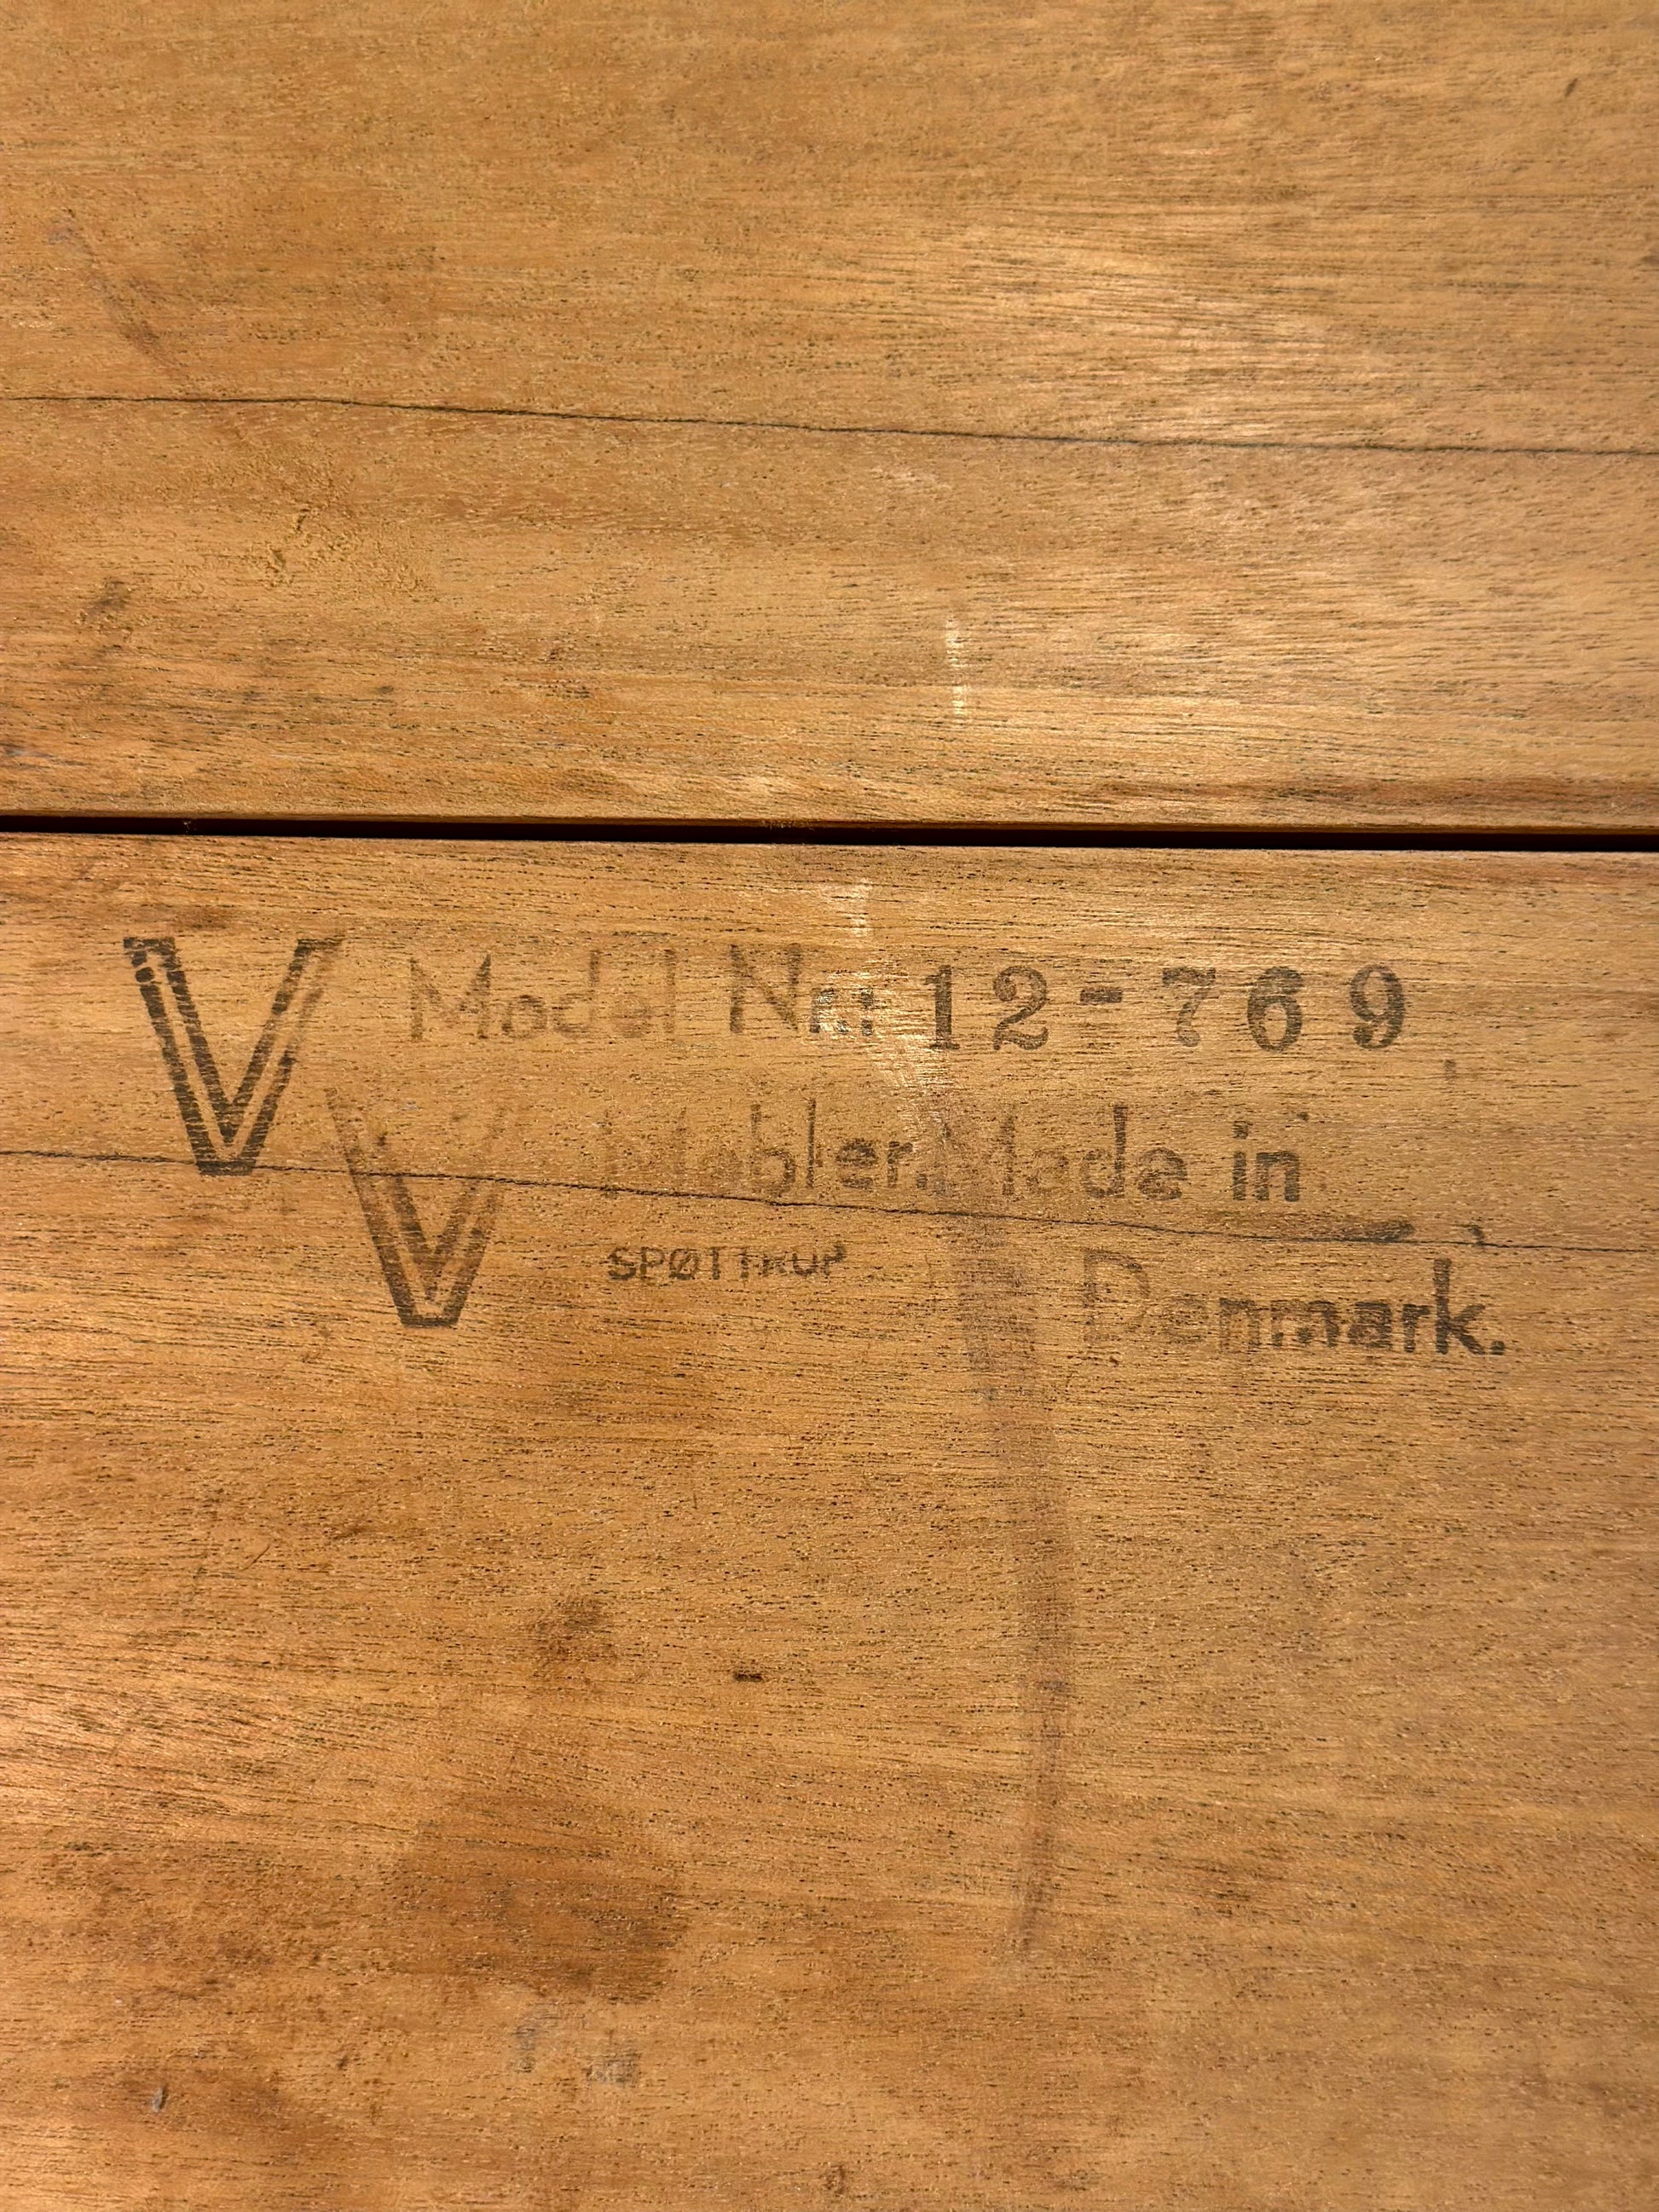 V Model Nr.: 12-769
V Møbler. Made in
SPØTTRUP Denmark.